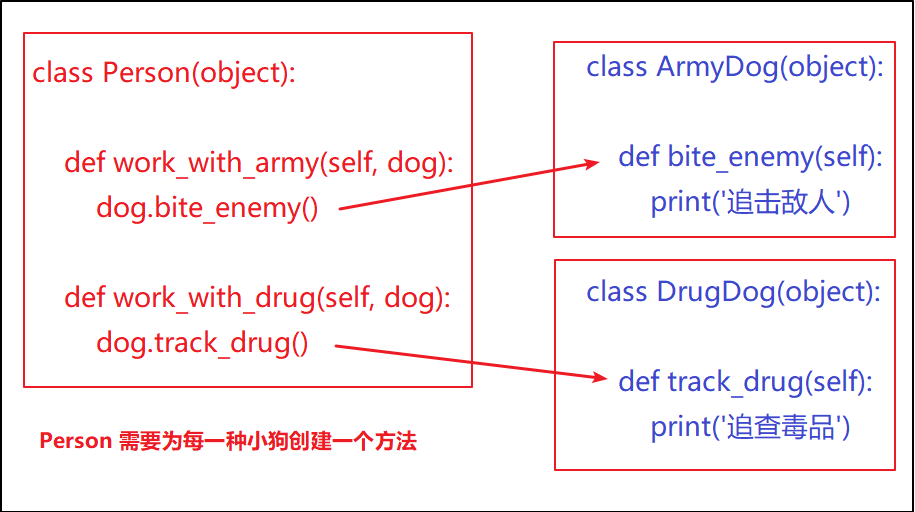 class Person(object):
def work_with_army(self, dog):
dog.bite_enemy()
def work_with_drug(self, dog):
dog.track_drug()
Person 需要为每一种小狗创建一个方法
class ArmyDog(object):
def bite_enemy(self):
print('追击敌人')
class DrugDog(object):
def track_drug(self):
print('追查毒品')